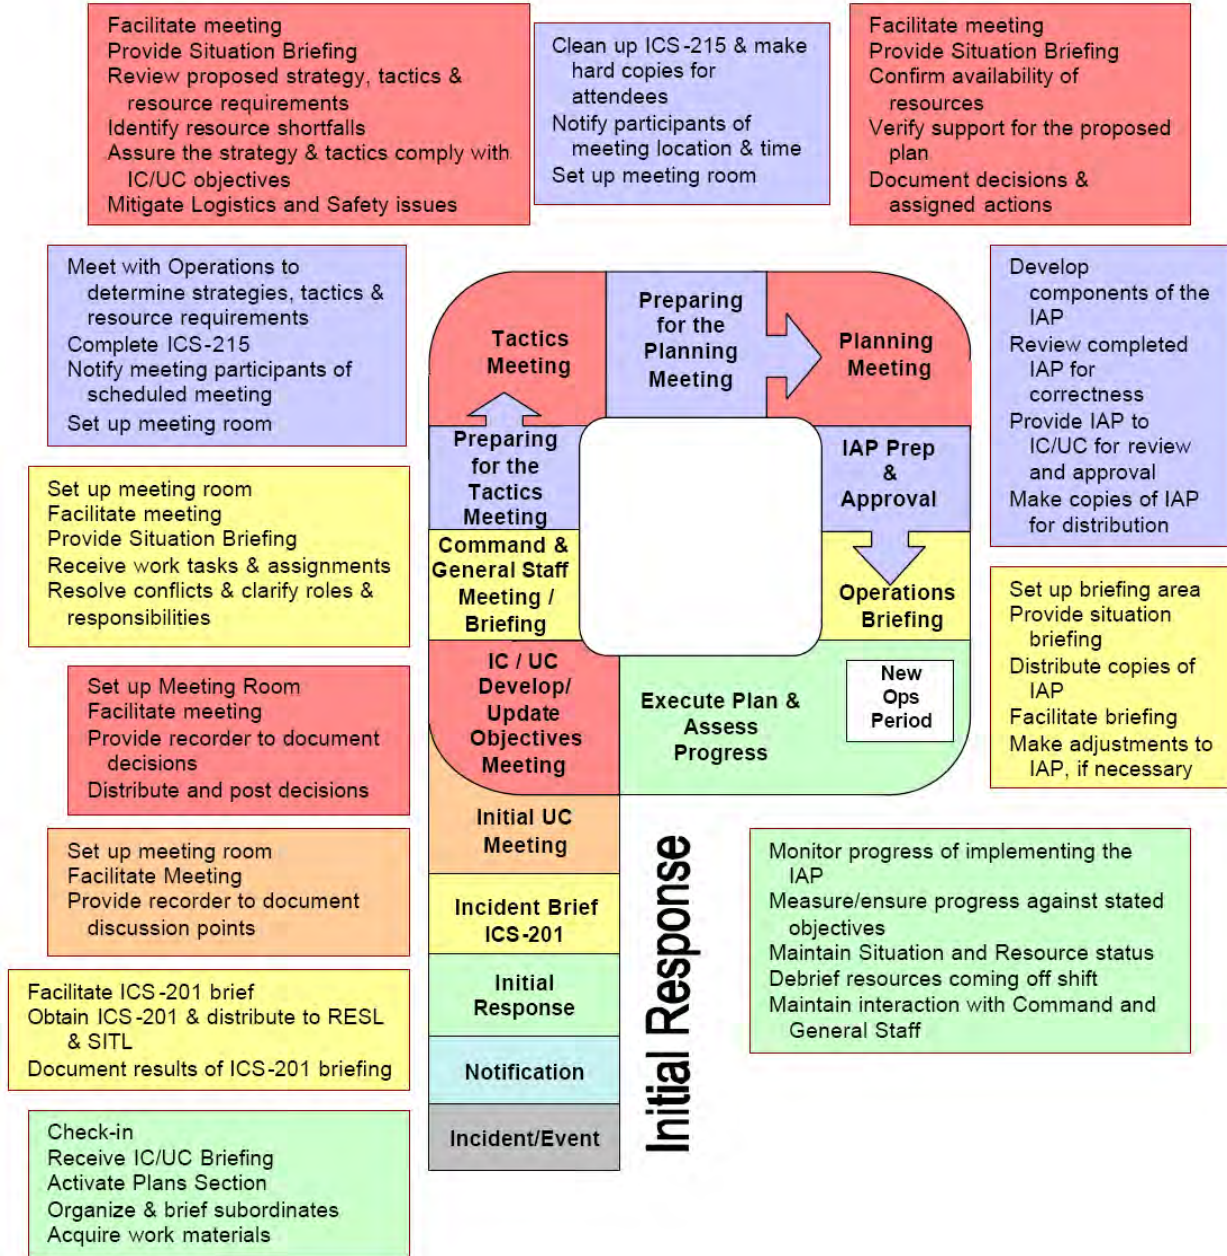 Facilitate meeting
Provide Situation Briefing
Review proposed strategy, tactics &
resource requirements
Identify resource shortfalls
Assure the strategy & tactics comply with
IC/UC objectives
Mitigate Logistics and Safety issues
Clean up ICS-215 & make
hard copies for
attendees
Notify participants of
meeting location & time
Set up meeting room
Facilitate meeting
Provide Situation Briefing
Confirm availability of
resources
Verify support for the proposed
plan
Document decisions &
assigned actions
Meet with Operations to
determine strategies, tactics &
resource requirements
Complete ICS-215
Notify meeting participants of
scheduled meeting
Set up meeting room
Tactics
Meeting
Preparing
for the
Planning
Meeting
Planning
Meeting
Develop
components of the
IAP
Review completed
IAP for
correctness
Provide IAP to
IC/UC for review
and approval
Make copies of IAP
for distribution
Preparing
for the
Tactics
Meeting
IAP Prep
&
Approval
Set up meeting room
Facilitate meeting
Provide Situation Briefing
Receive work tasks & assignments
Resolve conflicts & clarify roles &
responsibilities
Command &
General Staff
Meeting /
Briefing
Operations
Briefing
Set up briefing area
Provide situation
briefing
Distribute copies of
IAP
Facilitate briefing
Make adjustments to
IAP, if necessary
Set up Meeting Room
Facilitate meeting
Provide recorder to document
decisions
Distribute and post decisions
IC / UC
Develop/
Update
Objectives
Meeting
Execute Plan &
Assess
Progress
New
Ops
Period
Set up meeting room
Facilitate Meeting
Provide recorder to document
discussion points
Initial UC
Meeting
Incident Brief
ICS-201
Initial Response
Monitor progress of implementing the
IAP
Measure/ensure progress against stated
objectives
Maintain Situation and Resource status
Debrief resources coming off shift
Maintain interaction with Command and
General Staff
Facilitate ICS-201 brief
Obtain ICS-201 & distribute to RESL
& SITL
Document results of ICS-201 briefing
Initial
Response
Notification
Incident/Event
Check-in
Receive IC/UC Briefing
Activate Plans Section
Organize & brief subordinates
Acquire work materials